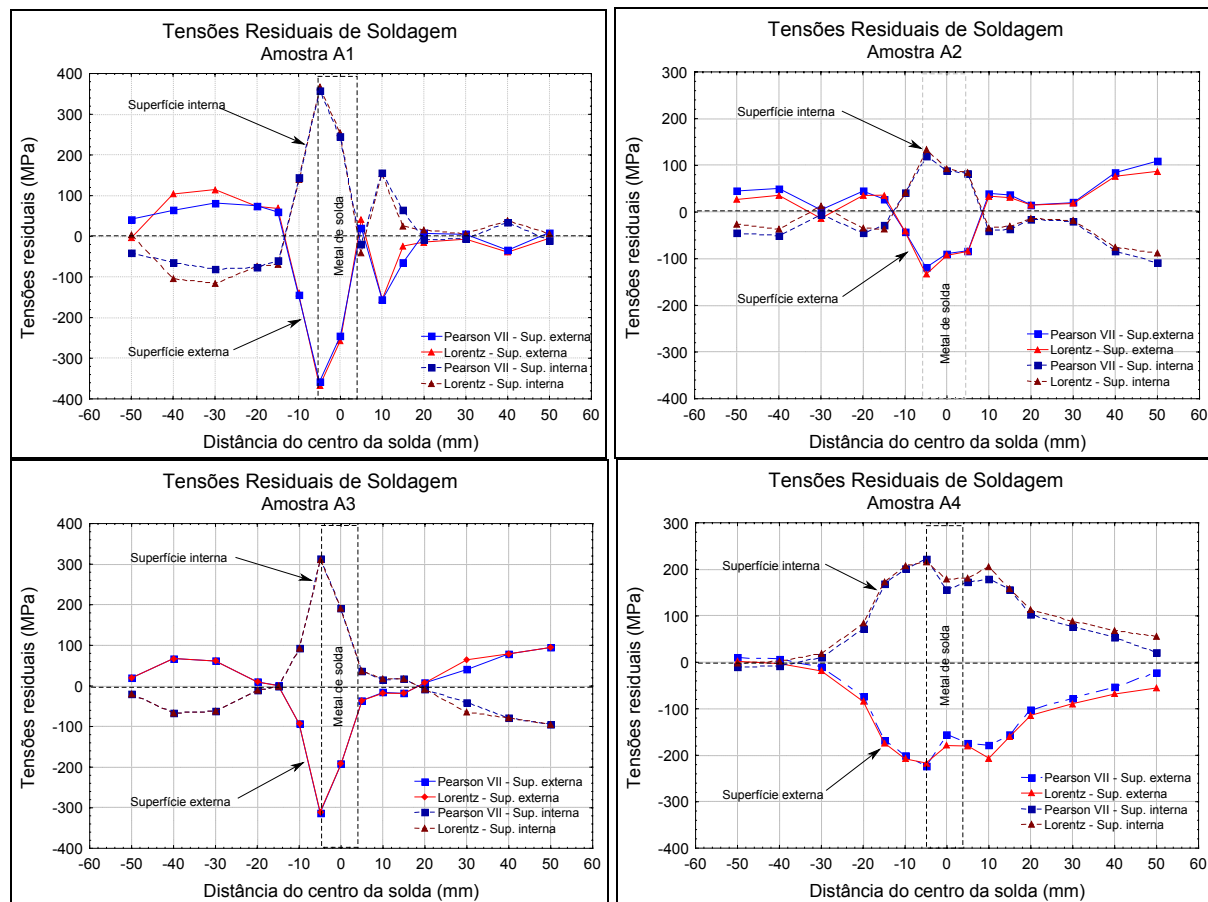 Tensões Residuais de Soldagem
Amostra A1
Tensões residuais (MPa)
400
300
200
100
0
-100
-200
-300
-400
Superfície interna
Metal de solda
Superfície externa
Pearson VII - Sup. externa
Lorentz - Sup. externa
Pearson VII - Sup. interna
Lorentz - Sup. interna
-60 -50 -40 -30 -20 -10 0 10 20 30 40 50 60
Distância do centro da solda (mm)
Tensões Residuais de Soldagem
Amostra A2
Tensões residuais (MPa)
300
200
100
0
-100
-200
-300
-400
Superfície interna
Superfície externa
Metal de solda
Pearson VII - Sup.externa
Lorentz - Sup. externa
Pearson VII - Sup. interna
Lorentz - Sup. interna
-60 -50 -40 -30 -20 -10 0 10 20 30 40 50 60
Distância do centro da solda (mm)
Tensões Residuais de Soldagem
Amostra A3
Tensões residuais (MPa)
400
300
200
100
0
-100
-200
-300
-400
Superfície interna
Metal de solda
Superfície externa
Pearson VII - Sup. externa
Lorentz - Sup. externa
Pearson VII - Sup. interna
Lorentz - Sup. interna
-60 -50 -40 -30 -20 -10 0 10 20 30 40 50 60
Distância do centro da solda (mm)
Tensões Residuais de Soldagem
Amostra A4
Tensões residuais (MPa)
300
200
100
0
-100
-200
-300
-400
Superfície interna
Metal de solda
Superfície externa
Pearson VII - Sup. externa
Lorentz - Sup. externa
Pearson VII - Sup. interna
Lorentz - Sup. interna
-60 -50 -40 -30 -20 -10 0 10 20 30 40 50 60
Distância do centro da solda (mm)